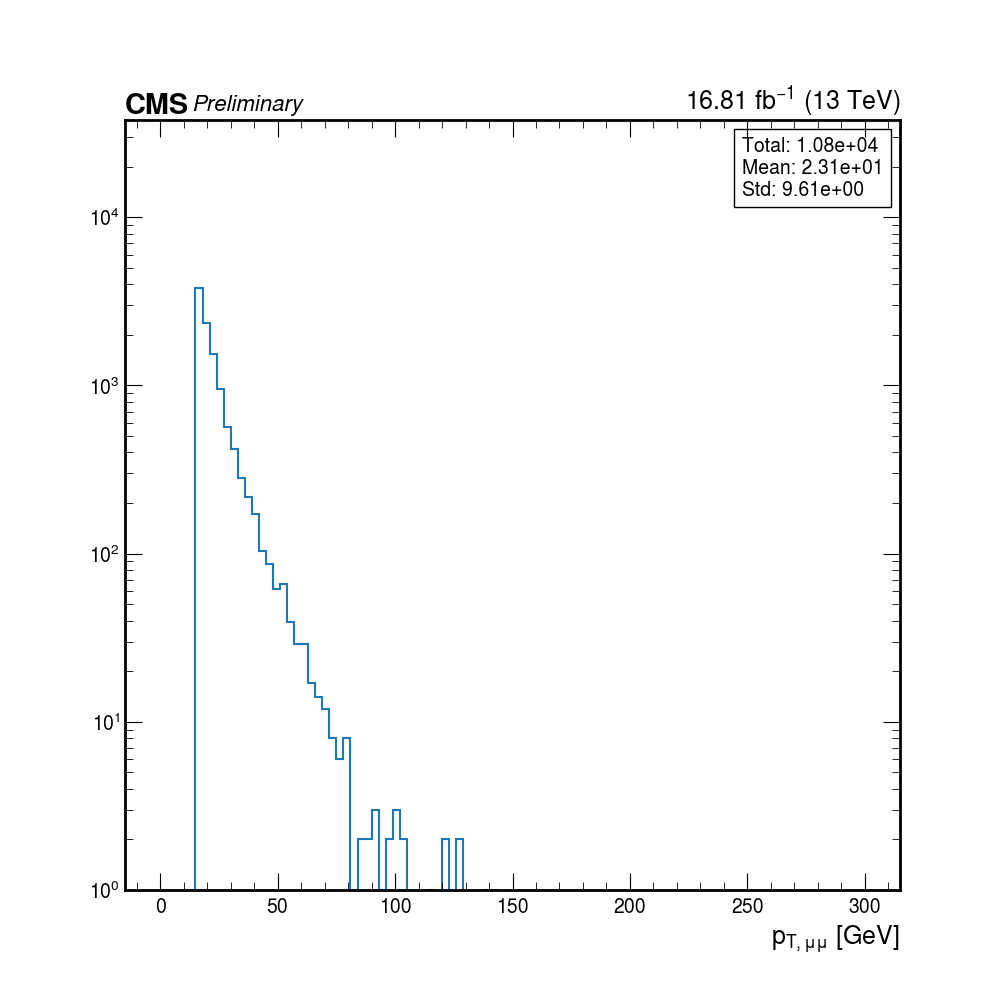 CMS Preliminary
16.81 fb⁻¹ (13 TeV)
Total: 1.08e+04
Mean: 2.31e+01
Std: 9.61e+00
10⁴
10³
10²
10¹
10⁰
0 50 100 150 200 250 300
p_{T, μμ} [GeV]